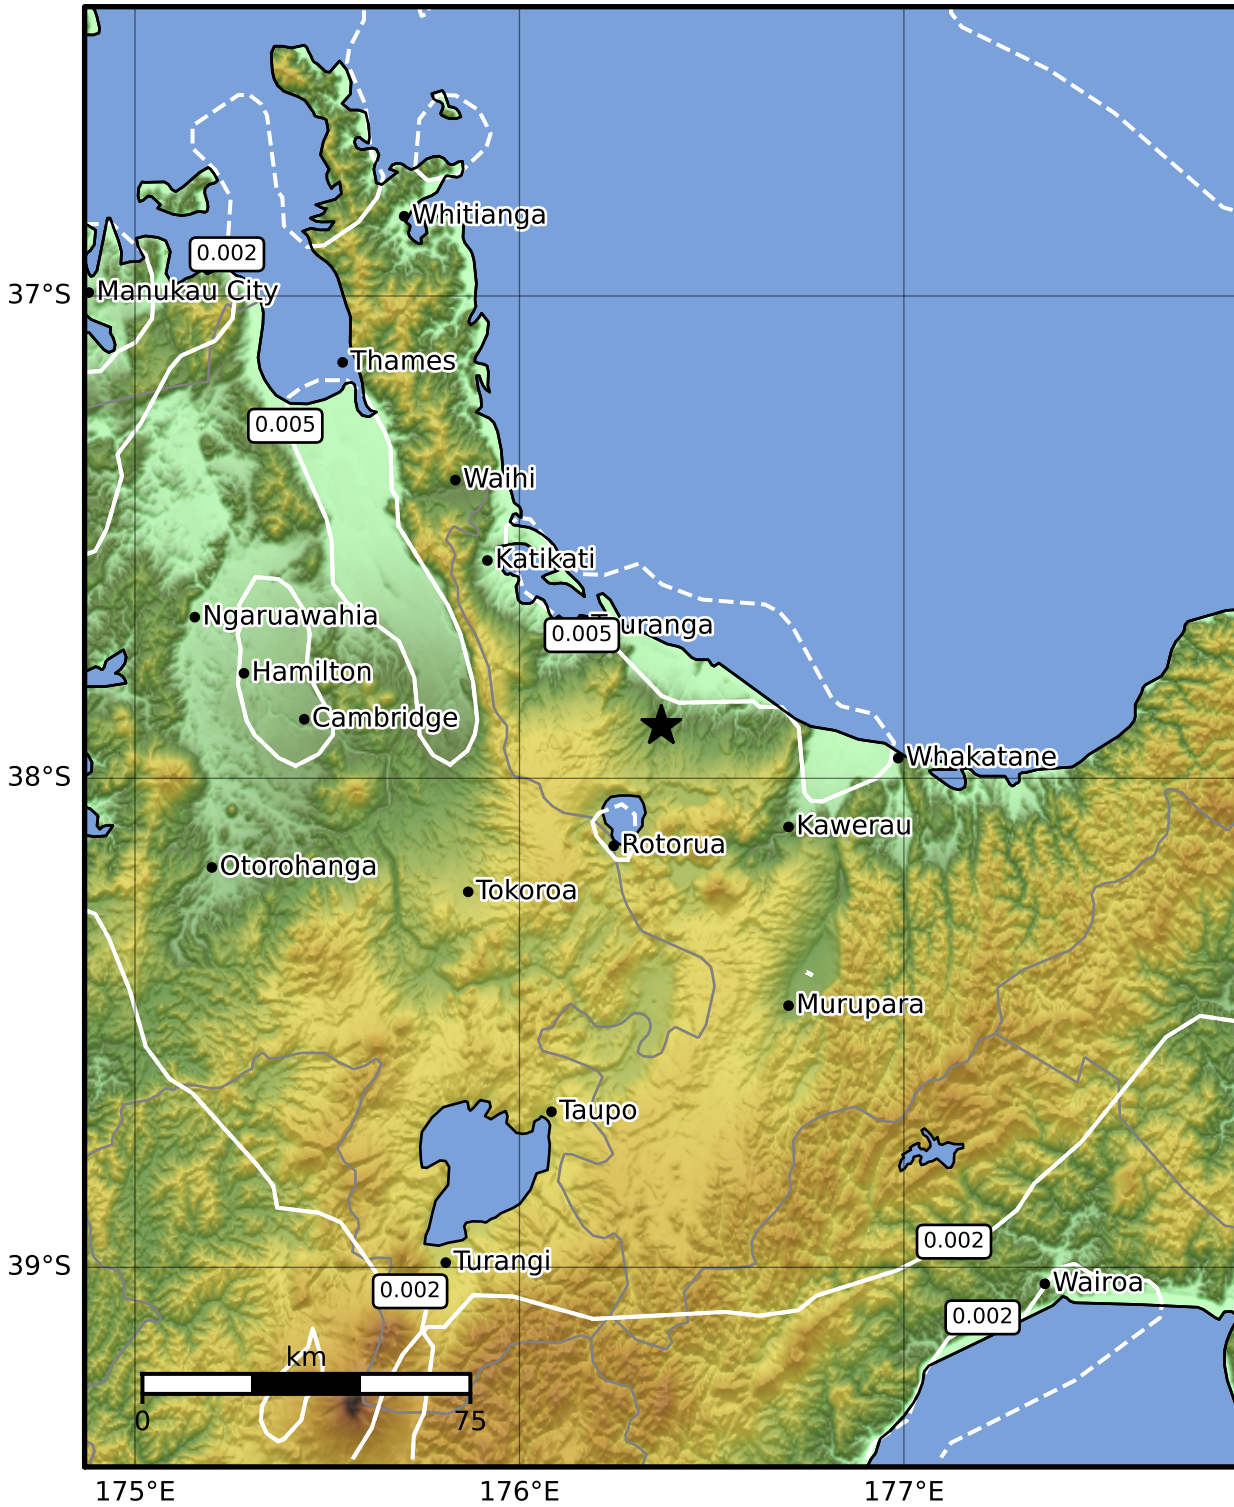 Whitianga
0.002
Manukau City
37°S
Thames
0.005
Waihi
Katikati
Ngaruawahia
Tauranga
0.005
Hamilton
Cambridge
Whakatane
38°S
Kawerau
Rotorua
Otorohanga
Tokoroa
Murupara
Taupo
0.002
Turangi
39°S
Wairoa
0.002
0.002
km
0
75
175°E
176°E
177°E